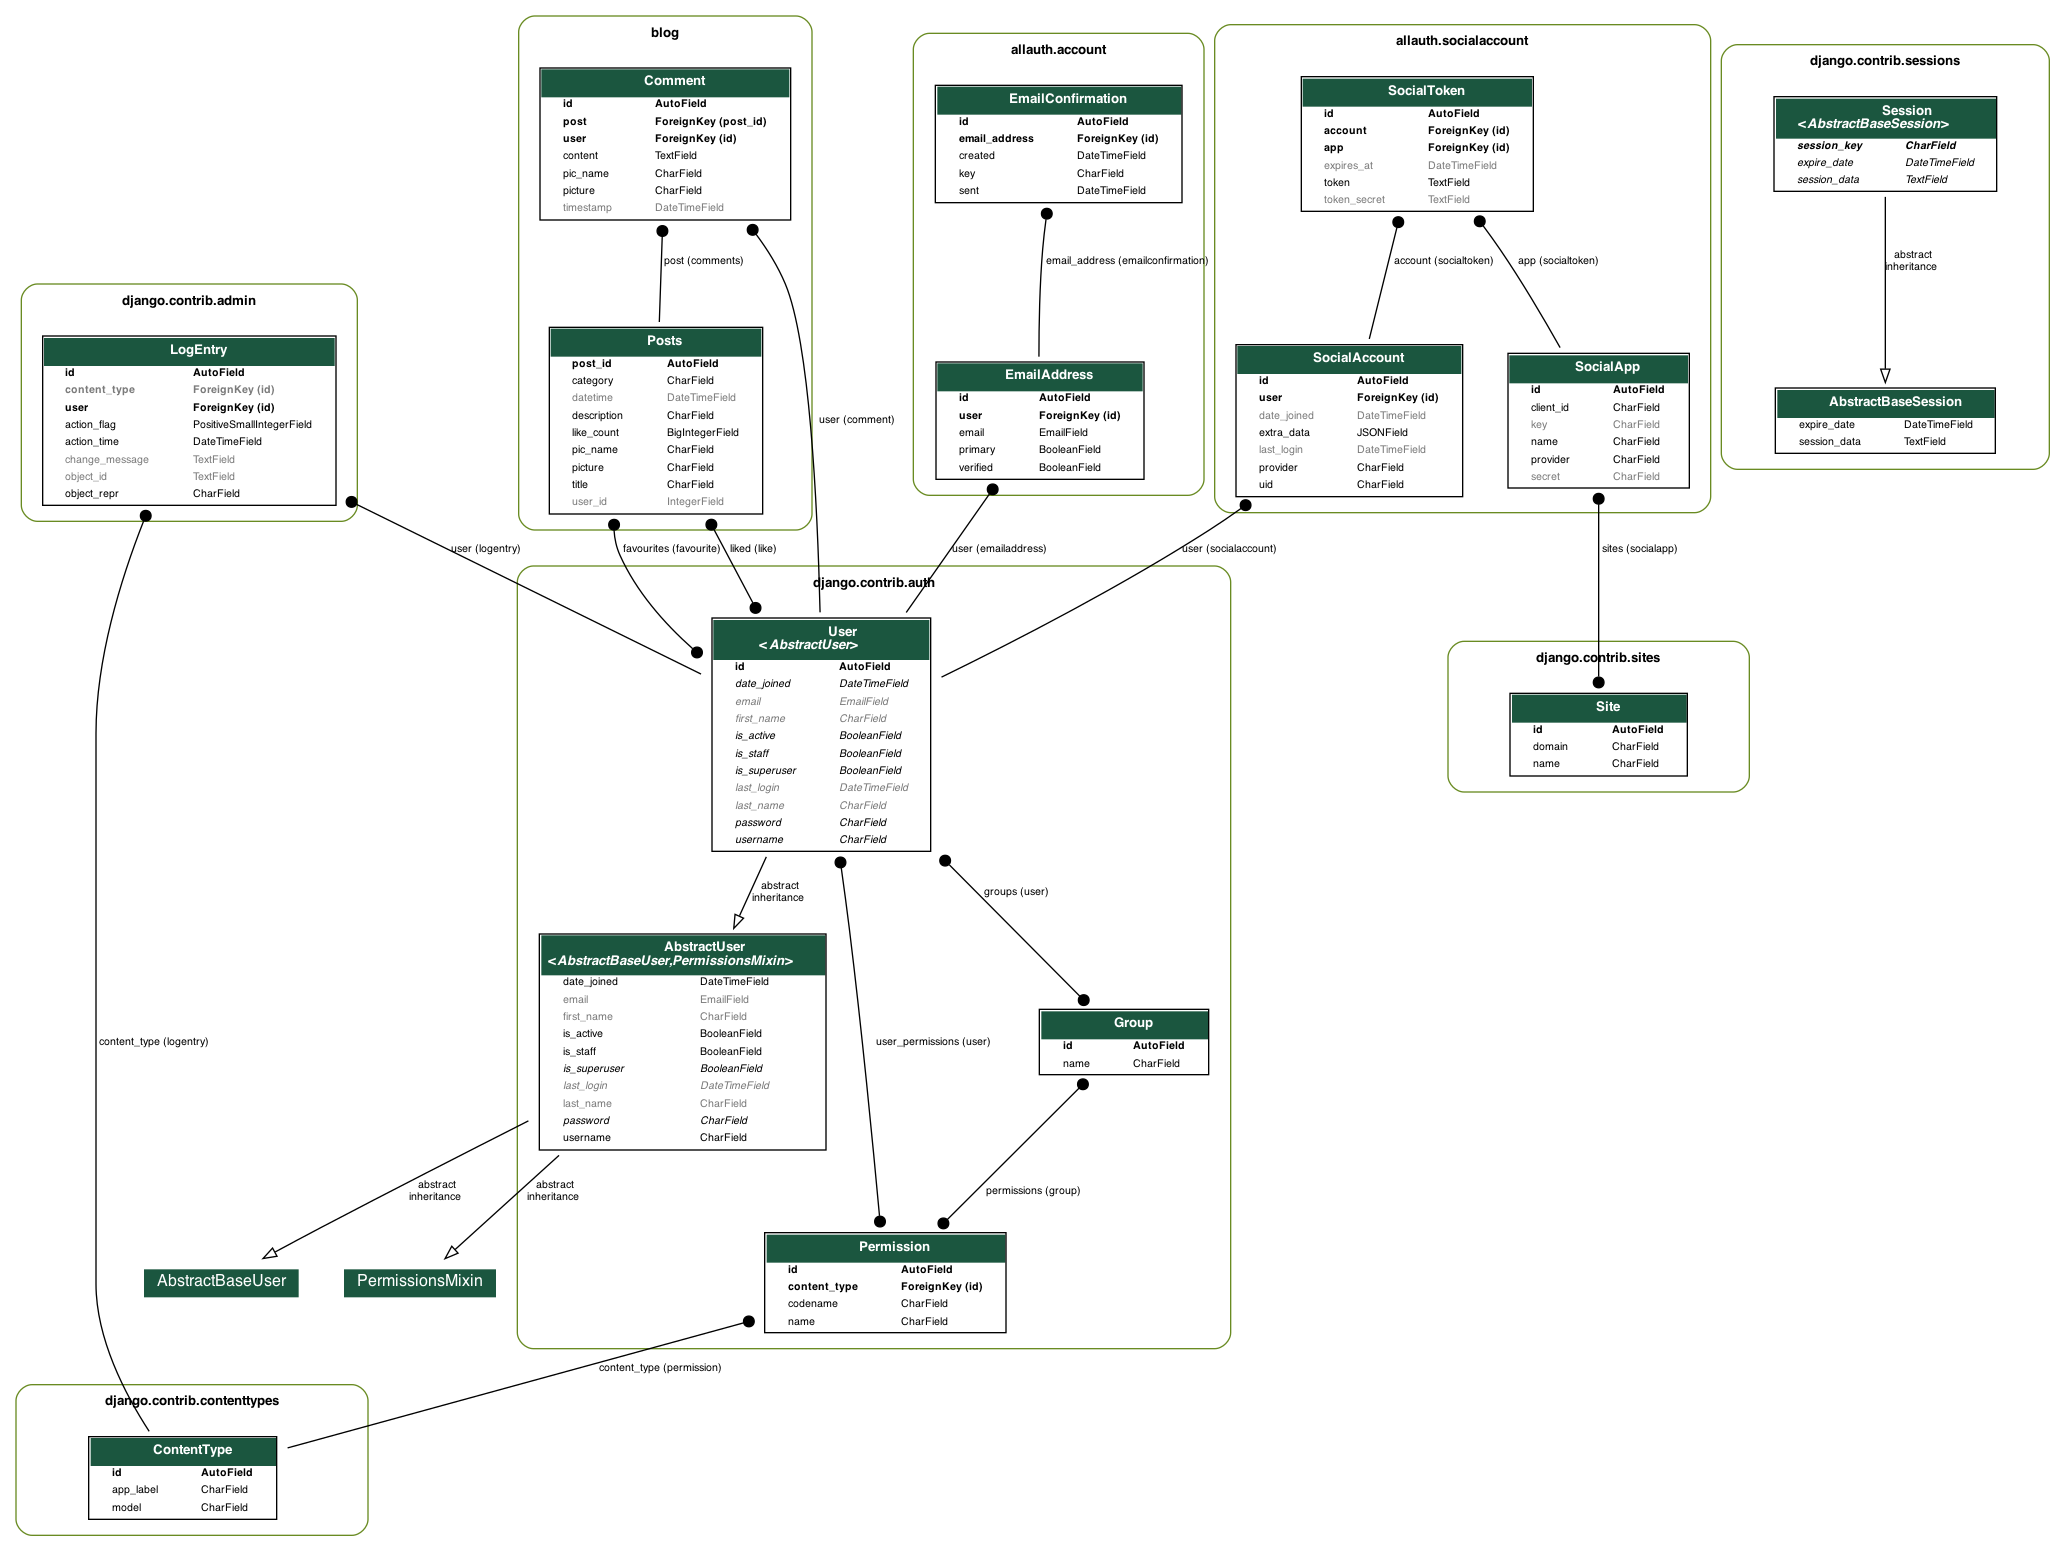 blog
Comment
id AutoField
post ForeignKey (post_id)
user ForeignKey (id)
content TextField
pic_name CharField
picture CharField
timestamp DateTimeField
post (comments)
user (comment)
Posts
post_id AutoField
category CharField
datetime DateTimeField
description CharField
like_count BigIntegerField
pic_name CharField
picture CharField
title CharField
user_id IntegerField
favourites (favourite)
liked (like)
allauth.account
EmailConfirmation
id AutoField
email_address ForeignKey (id)
created DateTimeField
key CharField
sent DateTimeField
email_address (emailconfirmation)
EmailAddress
id AutoField
user ForeignKey (id)
email EmailField
primary BooleanField
verified BooleanField
user (emailaddress)
allauth.socialaccount
SocialToken
id AutoField
account ForeignKey (id)
app ForeignKey (id)
expires_at DateTimeField
token TextField
token_secret TextField
account (socialtoken)
app (socialtoken)
SocialAccount
id AutoField
user ForeignKey (id)
date_joined DateTimeField
extra_data JSONField
last_login DateTimeField
provider CharField
uid CharField
user (socialaccount)
SocialApp
id AutoField
client_id CharField
key CharField
name CharField
provider CharField
secret CharField
sites (socialapp)
django.contrib.sessions
Session
<AbstractBaseSession>
session_key CharField
expire_date DateTimeField
session_data TextField
abstract
inheritance
AbstractBaseSession
expire_date DateTimeField
session_data TextField
django.contrib.admin
LogEntry
id AutoField
content_type ForeignKey (id)
user ForeignKey (id)
action_flag PositiveSmallIntegerField
action_time DateTimeField
change_message TextField
object_id TextField
object_repr CharField
user (logentry)
content_type (logentry)
django.contrib.auth
User
<AbstractUser>
id AutoField
date_joined DateTimeField
email EmailField
first_name CharField
is_active BooleanField
is_staff BooleanField
is_superuser BooleanField
last_login DateTimeField
last_name CharField
password CharField
username CharField
abstract
inheritance
groups (user)
user_permissions (user)
AbstractUser
<AbstractBaseUser,PermissionsMixin>
date_joined DateTimeField
email EmailField
first_name CharField
is_active BooleanField
is_staff BooleanField
is_superuser BooleanField
last_login DateTimeField
last_name CharField
password CharField
username CharField
abstract
inheritance
abstract
inheritance
Group
id AutoField
name CharField
permissions (group)
Permission
id AutoField
content_type ForeignKey (id)
codename CharField
name CharField
content_type (permission)
django.contrib.sites
Site
id AutoField
domain CharField
name CharField
AbstractBaseUser
PermissionsMixin
django.contrib.contenttypes
ContentType
id AutoField
app_label CharField
model CharField